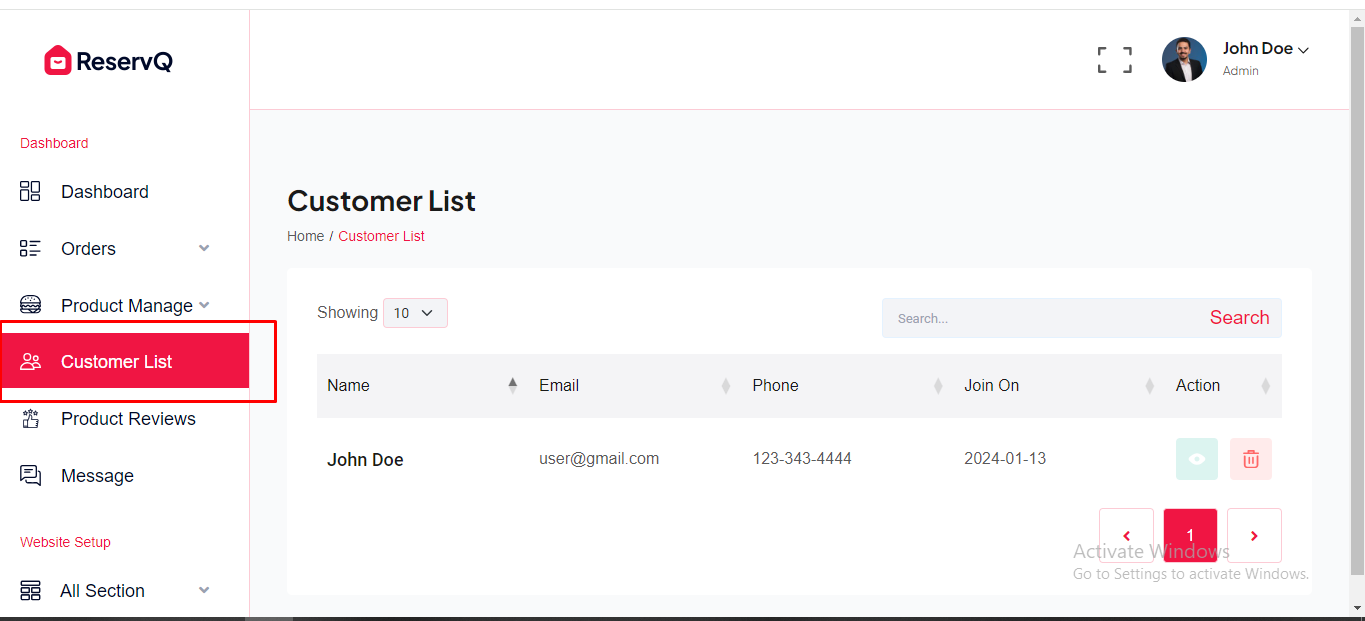 ReservQ
John Doe
Admin
Dashboard
Dashboard
Orders
Product Manage
Customer List
Product Reviews
Message
Website Setup
All Section
Customer List
Home / Customer List
Showing 10
Search... Search
Name Email Phone Join On Action
John Doe user@gmail.com 123-343-4444 2024-01-13
1
Activate Windows
Go to Settings to activate Windows.